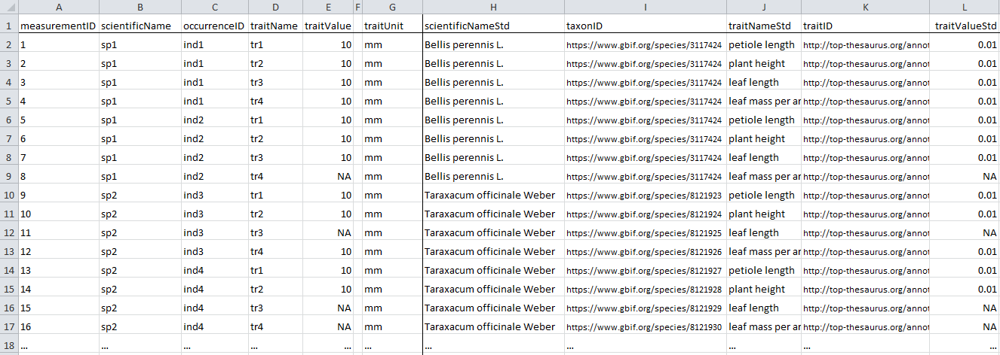 A B C D E F G H I J K L
1 measurementID scientificName occurrenceID traitName traitValue traitUnit scientificNameStd taxonID traitNameStd traitID traitValueStd
2 1 sp1 ind1 tr1 10 mm Bellis perennis L. https://www.gbif.org/species/3117424 petiole length http://top-thesaurus.org/annot 0.01
3 2 sp1 ind1 tr2 10 mm Bellis perennis L. https://www.gbif.org/species/3117424 plant height http://top-thesaurus.org/annot 0.01
4 3 sp1 ind1 tr3 10 mm Bellis perennis L. https://www.gbif.org/species/3117424 leaf length http://top-thesaurus.org/annot 0.01
5 4 sp1 ind1 tr4 10 mm Bellis perennis L. https://www.gbif.org/species/3117424 leaf mass per ar http://top-thesaurus.org/annot 0.01
6 5 sp1 ind2 tr1 10 mm Bellis perennis L. https://www.gbif.org/species/3117424 petiole length http://top-thesaurus.org/annot 0.01
7 6 sp1 ind2 tr2 10 mm Bellis perennis L. https://www.gbif.org/species/3117424 plant height http://top-thesaurus.org/annot 0.01
8 7 sp1 ind2 tr3 10 mm Bellis perennis L. https://www.gbif.org/species/3117424 leaf length http://top-thesaurus.org/annot 0.01
9 8 sp1 ind2 tr4 NA mm Bellis perennis L. https://www.gbif.org/species/3117424 leaf mass per ar http://top-thesaurus.org/annot NA
10 9 sp2 ind3 tr1 10 mm Taraxacum officinale Weber https://www.gbif.org/species/8121923 petiole length http://top-thesaurus.org/annot 0.01
11 10 sp2 ind3 tr2 10 mm Taraxacum officinale Weber https://www.gbif.org/species/8121924 plant height http://top-thesaurus.org/annot 0.01
12 11 sp2 ind3 tr3 NA mm Taraxacum officinale Weber https://www.gbif.org/species/8121925 leaf length http://top-thesaurus.org/annot NA
13 12 sp2 ind3 tr4 10 mm Taraxacum officinale Weber https://www.gbif.org/species/8121926 leaf mass per ar http://top-thesaurus.org/annot 0.01
14 13 sp2 ind4 tr1 10 mm Taraxacum officinale Weber https://www.gbif.org/species/8121927 petiole length http://top-thesaurus.org/annot 0.01
15 14 sp2 ind4 tr2 10 mm Taraxacum officinale Weber https://www.gbif.org/species/8121928 plant height http://top-thesaurus.org/annot 0.01
16 15 sp2 ind4 tr3 NA mm Taraxacum officinale Weber https://www.gbif.org/species/8121929 leaf length http://top-thesaurus.org/annot NA
17 16 sp2 ind4 tr4 NA mm Taraxacum officinale Weber https://www.gbif.org/species/8121930 leaf mass per ar http://top-thesaurus.org/annot NA
18 ... ... ... ... ... ... ... ... ... ... ...